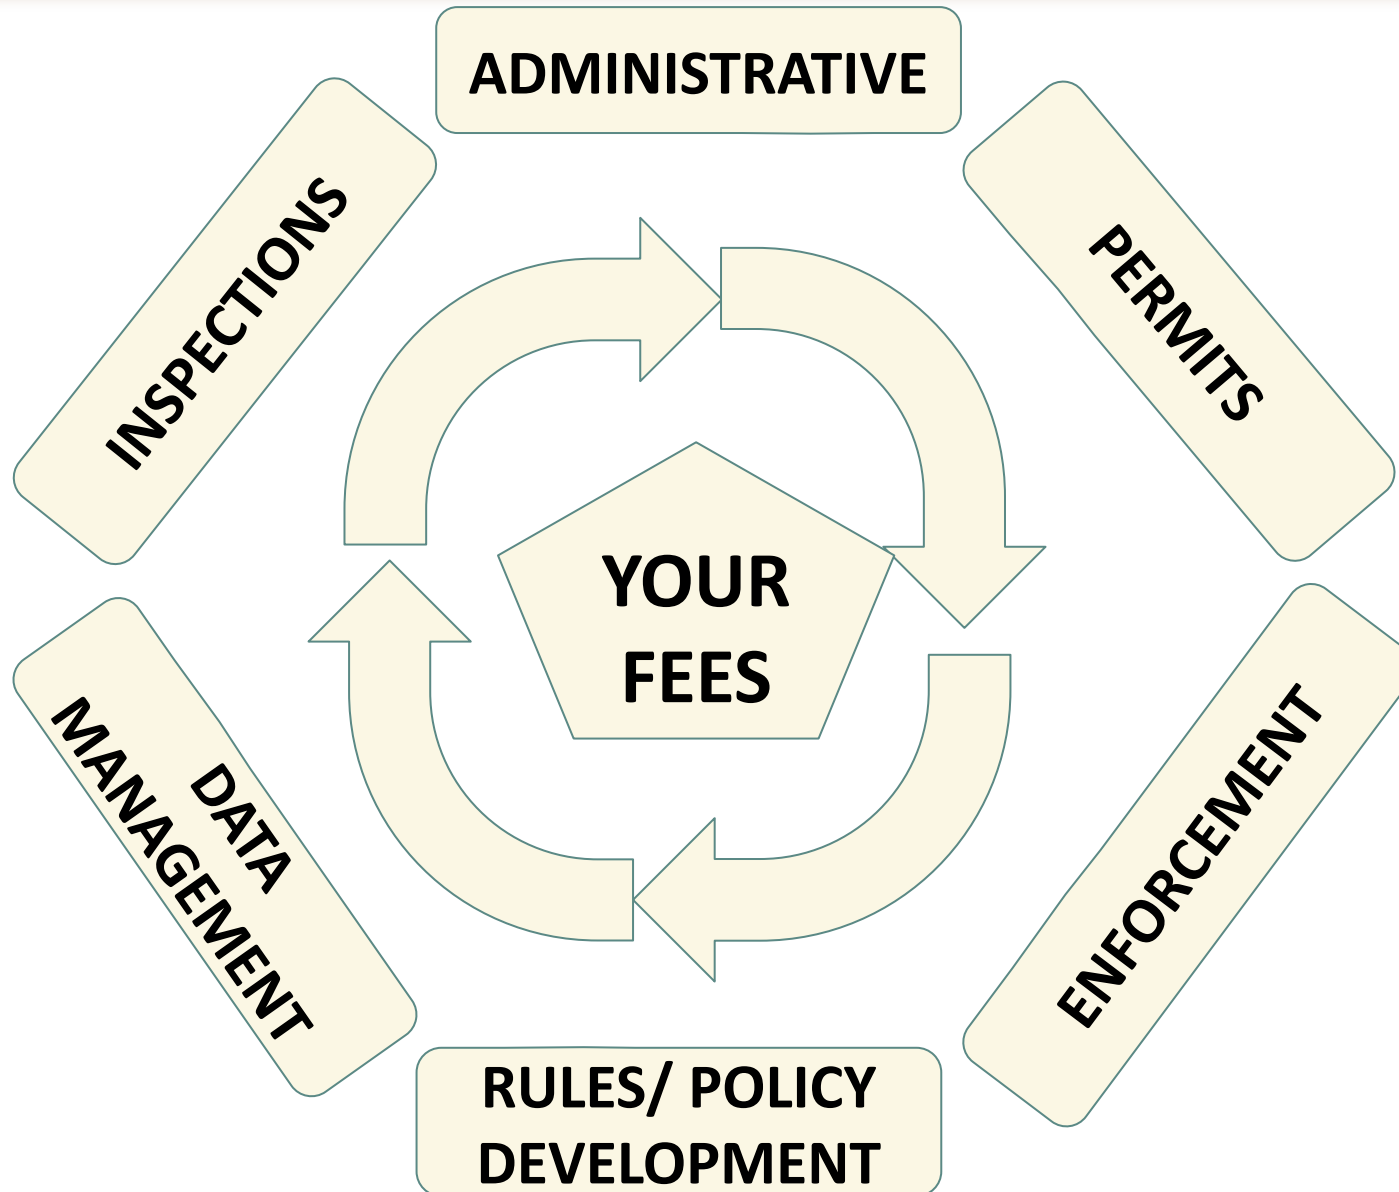 ADMINISTRATIVE
PERMITS
ENFORCEMENT
RULES/ POLICY
DEVELOPMENT
DATA
MANAGEMENT
INSPECTIONS
YOUR
FEES